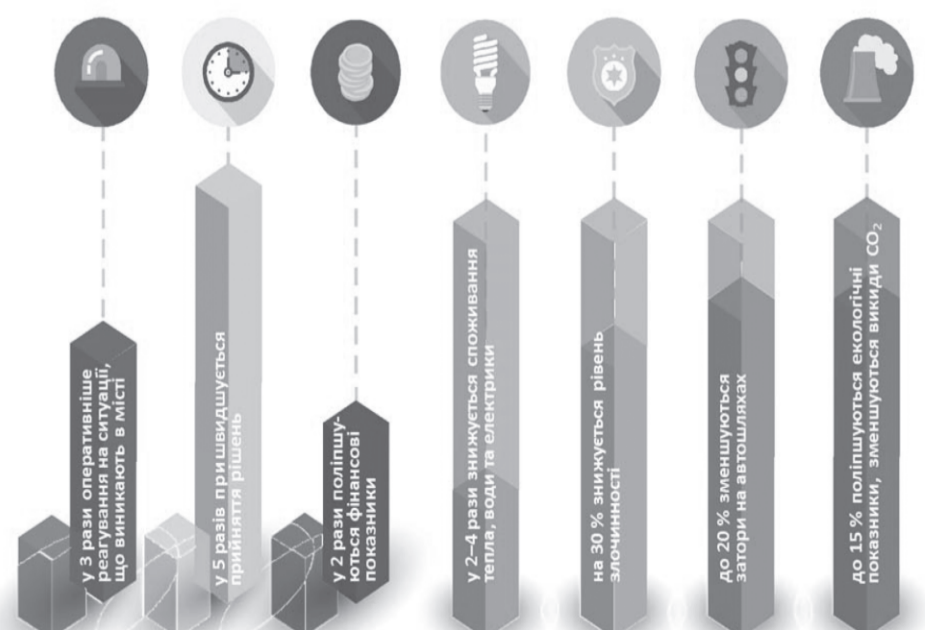 у 3 рази оперативніше
реагування на ситуації,
що виникають в місті
у 5 разів пришвидшується
прийняття рішень
у 2 рази поліпшу-
ються фінансові
показники
у 2–4 рази знижується споживання
тепла, води та електрики
на 30 % знижується рівень
злочинності
до 20 % зменшуються
затори на автошляхах
до 15 % поліпшуються екологічні
показники, зменшуються викиди CO₂